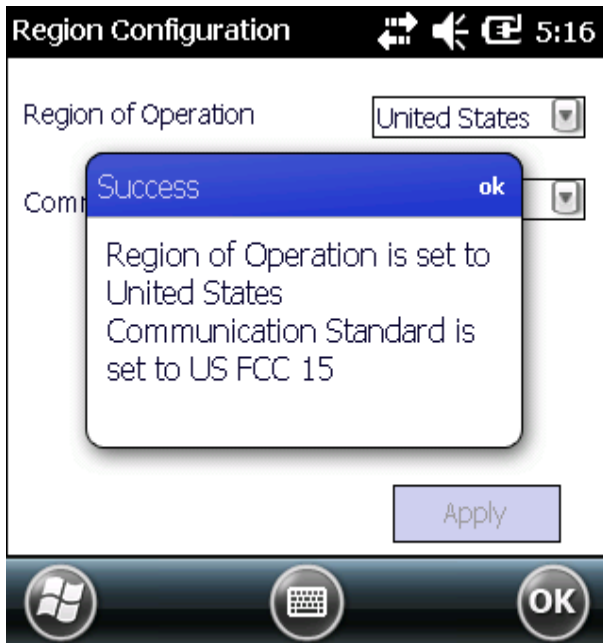 Region Configuration 5:16
Region of Operation United States
Comm
Success ok
Region of Operation is set to
United States
Communication Standard is
set to US FCC 15
Apply
OK